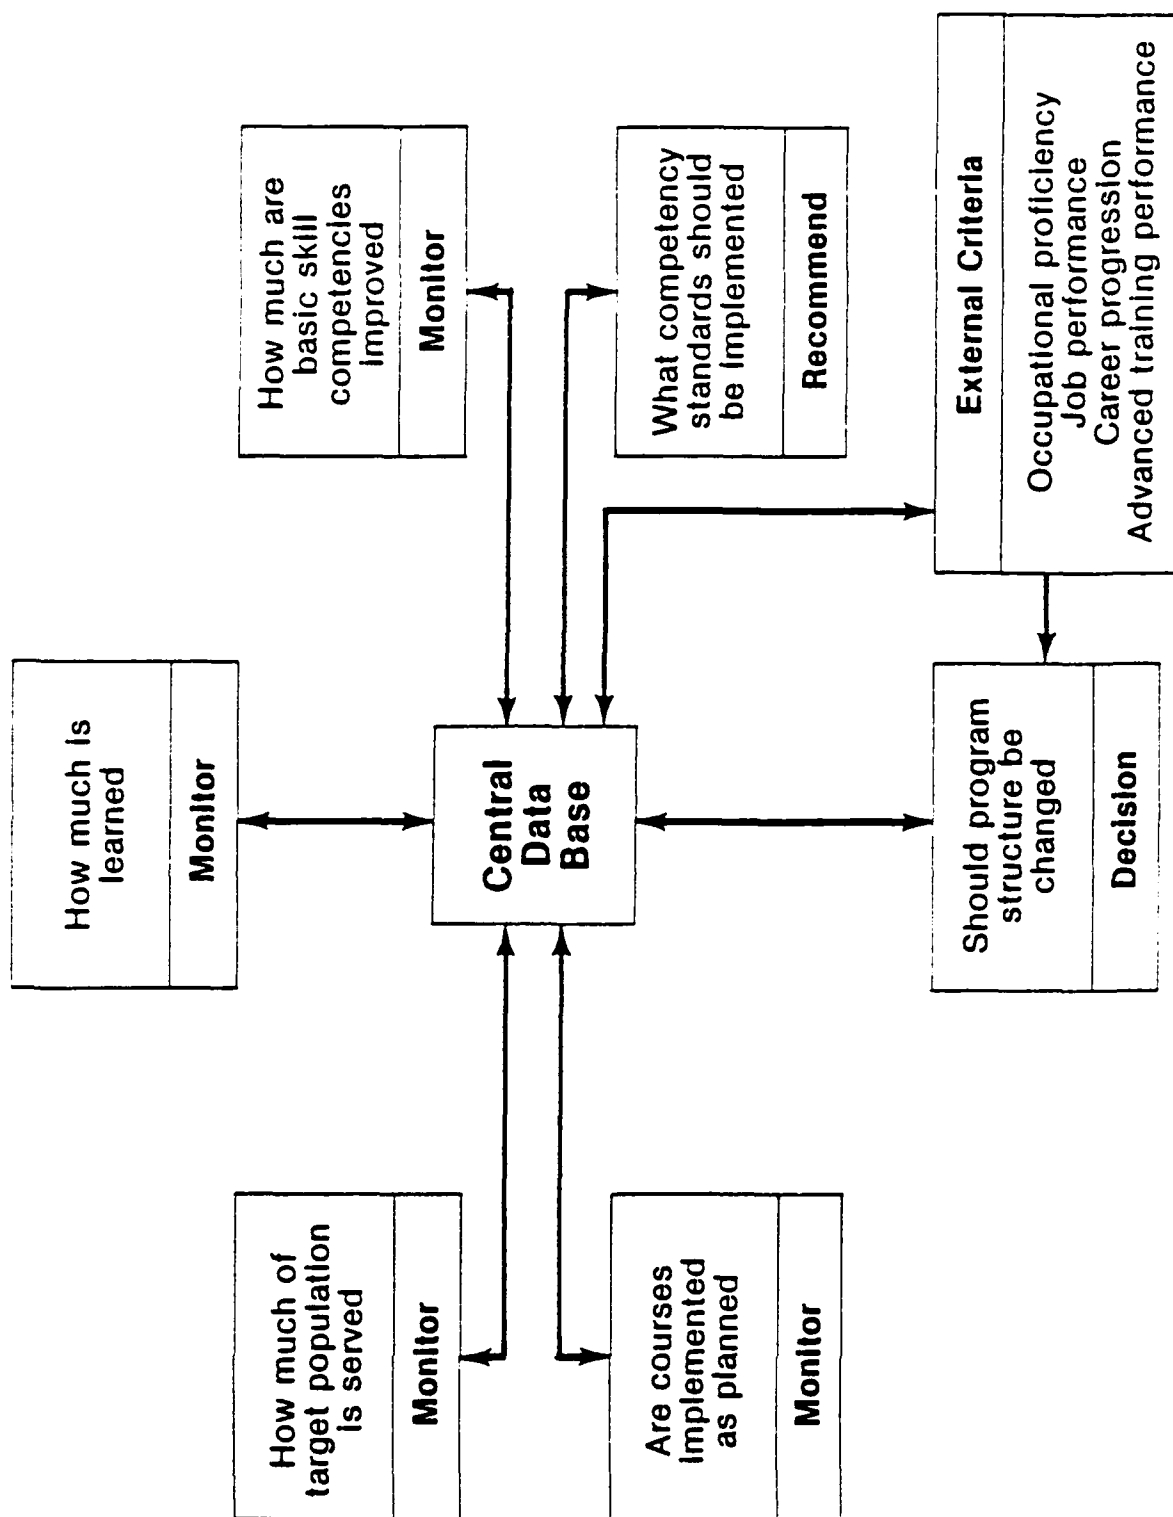 How much is
learned
Monitor
How much of
target population
is served
Monitor
How much are
basic skill
competencies
improved
Monitor
Central
Data
Base
Are courses
implemented
as planned
Monitor
What competency
standards should
be implemented
Recommend
Should program
structure be
changed
Decision
External Criteria
Occupational proficiency
Job performance
Career progression
Advanced training performance